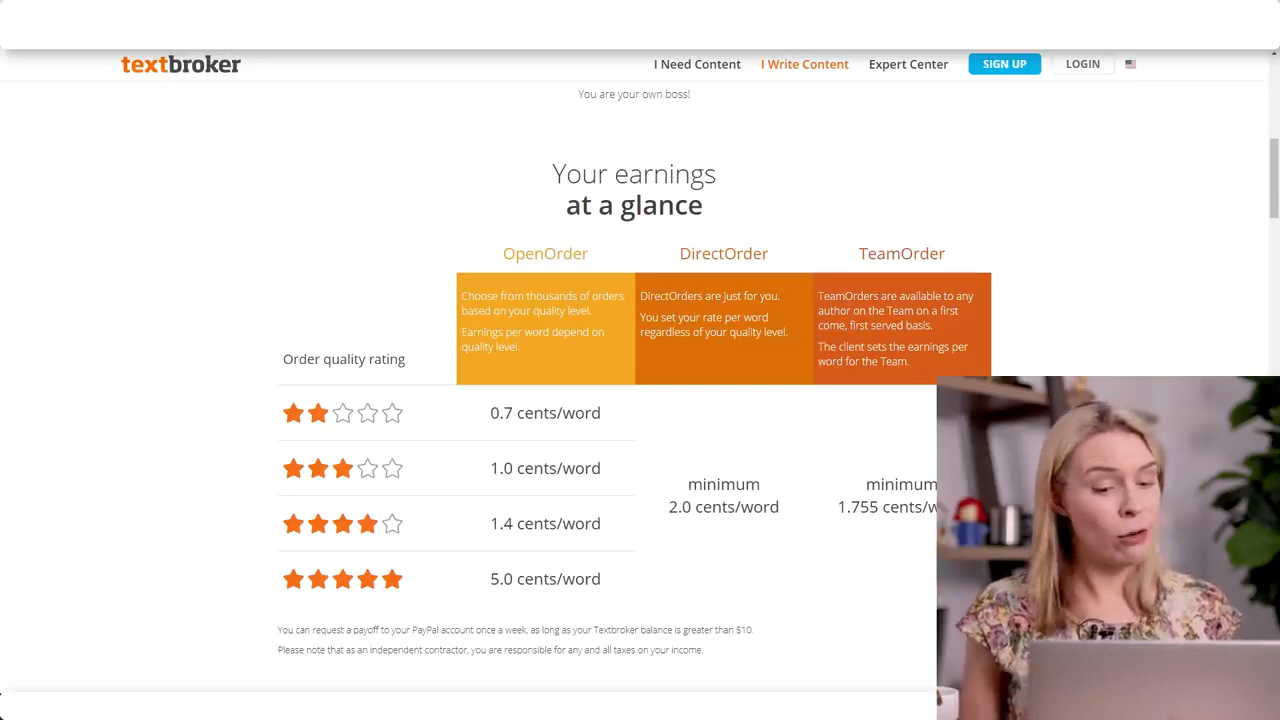 textbroker
I Need Content
I Write Content
Expert Center
SIGN UP
LOGIN
You are your own boss!
Your earnings
at a glance
OpenOrder
DirectOrder
TeamOrder
Order quality rating
Choose from thousands of orders
based on your quality level.
Earnings per word depend on
quality level.
DirectOrders are just for you.
You set your rate per word
regardless of your quality level.
TeamOrders are available to any
author on the Team on a first
come, first served basis.
The client sets the earnings per
word for the Team.
0.7 cents/word
1.0 cents/word
1.4 cents/word
5.0 cents/word
minimum
2.0 cents/word
minimum
1.755 cents/w
You can request a payoff to your PayPal account once a week, as long as your Textbroker balance is greater than $10.
Please note that as an independent contractor, you are responsible for any and all taxes on your income.